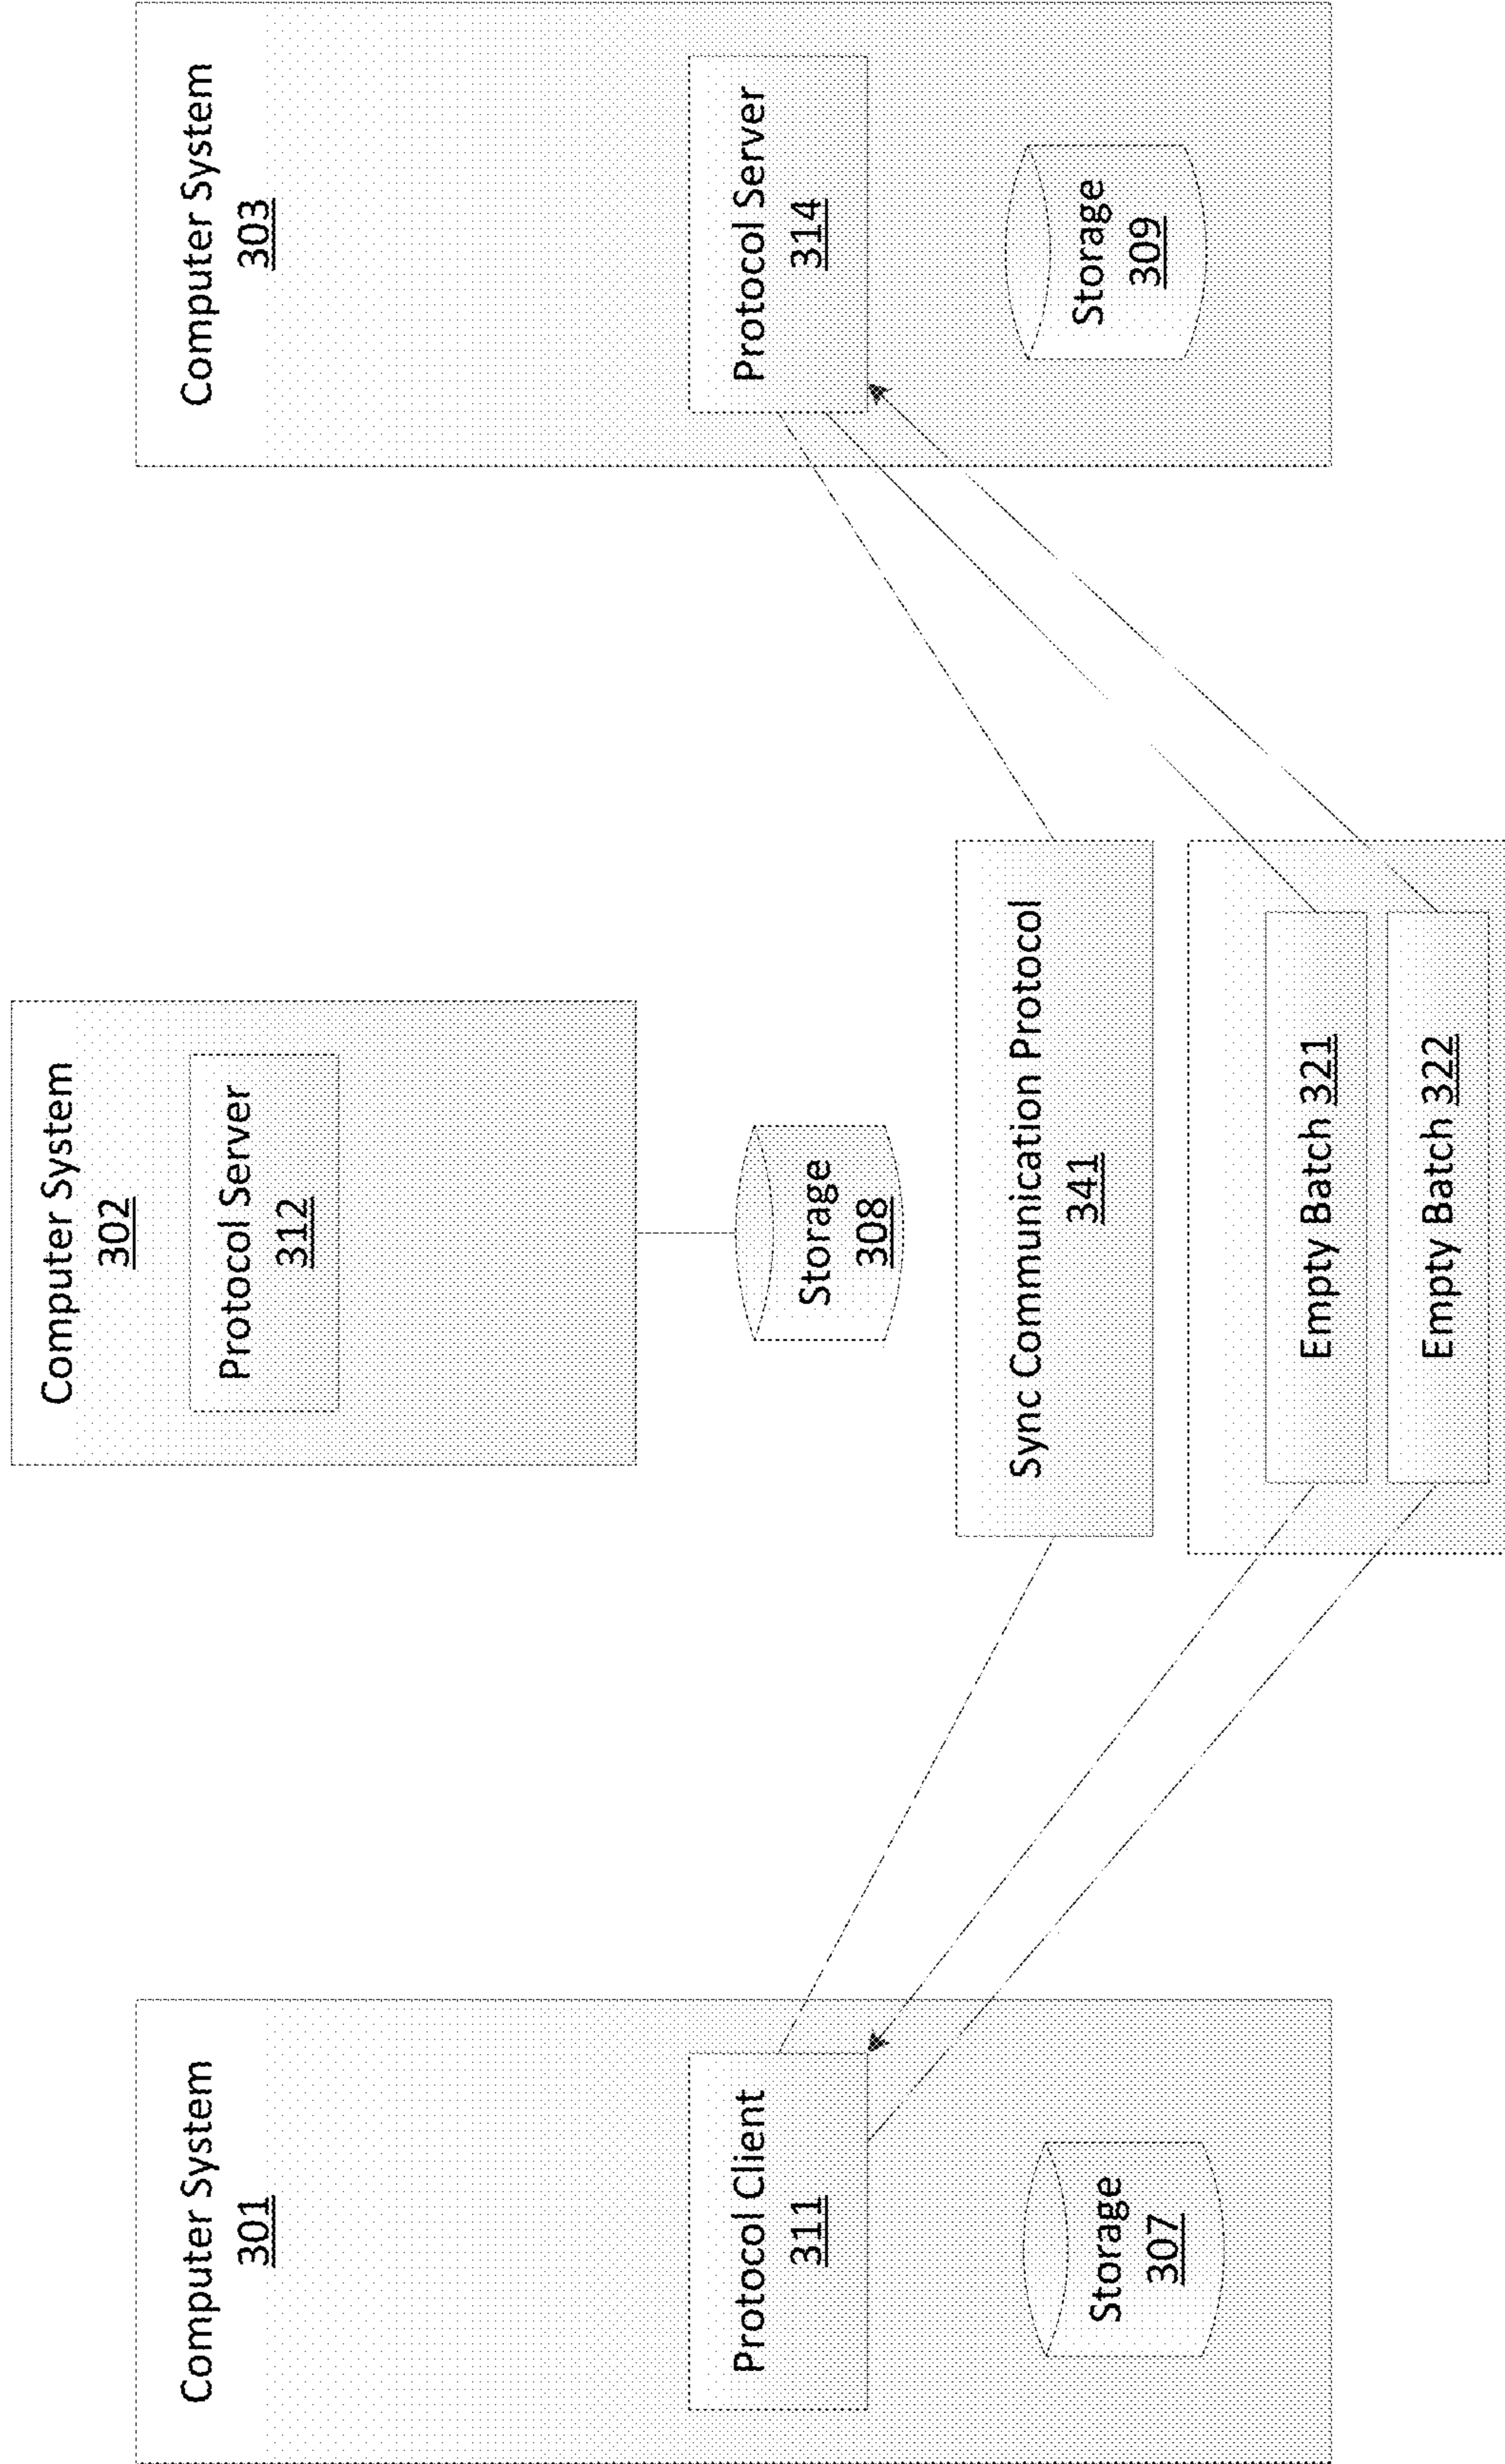 Computer System
301
Protocol Client
311
Storage
307
Computer System
302
Protocol Server
312
Storage
308
Sync Communication Protocol
341
Empty Batch 321
Empty Batch 322
Computer System
303
Protocol Server
314
Storage
309